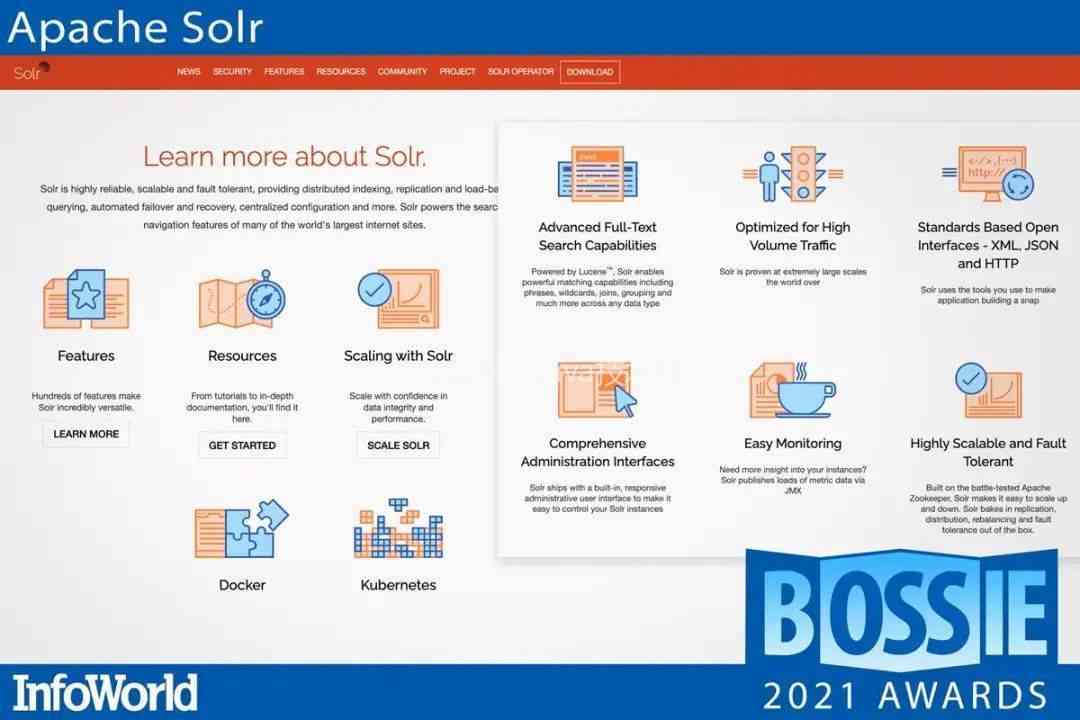 Apache Solr
Solr
NEWS SECURITY FEATURES RESOURCES COMMUNITY PROJECT SOLR OPERATOR DOWNLOAD
Learn more about Solr.
Solr is highly reliable, scalable and fault tolerant, providing distributed indexing, replication and load-ba
querying, automated failover and recovery, centralized configuration and more. Solr powers the searc
navigation features of many of the world's largest internet sites.
Features
Hundreds of features make
Solr incredibly versatile.
LEARN MORE
Resources
From tutorials to in-depth
documentation, you'll find it
here.
GET STARTED
Scaling with Solr
Scale with confidence in
data integrity and
performance.
SCALE SOLR
Docker
Kubernetes
Advanced Full-Text
Search Capabilities
Powered by Lucene™, Solr enables
powerful matching capabilities including
phrases, wildcards, joins, grouping and
much more across any data type
Optimized for High
Volume Traffic
Solr is proven at extremely large scales
the world over
</,{...}
http://
Standards Based Open
Interfaces - XML, JSON
and HTTP
Solr uses the tools you use to make
application building a snap
Comprehensive
Administration Interfaces
Solr ships with a built-in, responsive
administrative user interface to make it
easy to control your Solr instances
Easy Monitoring
Need more insight into your instances?
Solr publishes loads of metric data via
JMX
Highly Scalable and Fault
Tolerant
Built on the battle-tested Apache
Zookeeper, Solr makes it easy to scale up
and down. Solr bakes in replication,
distribution, rebalancing and fault
tolerance out of the box.
InfoWorld
BOSSIE
2021 AWARDS